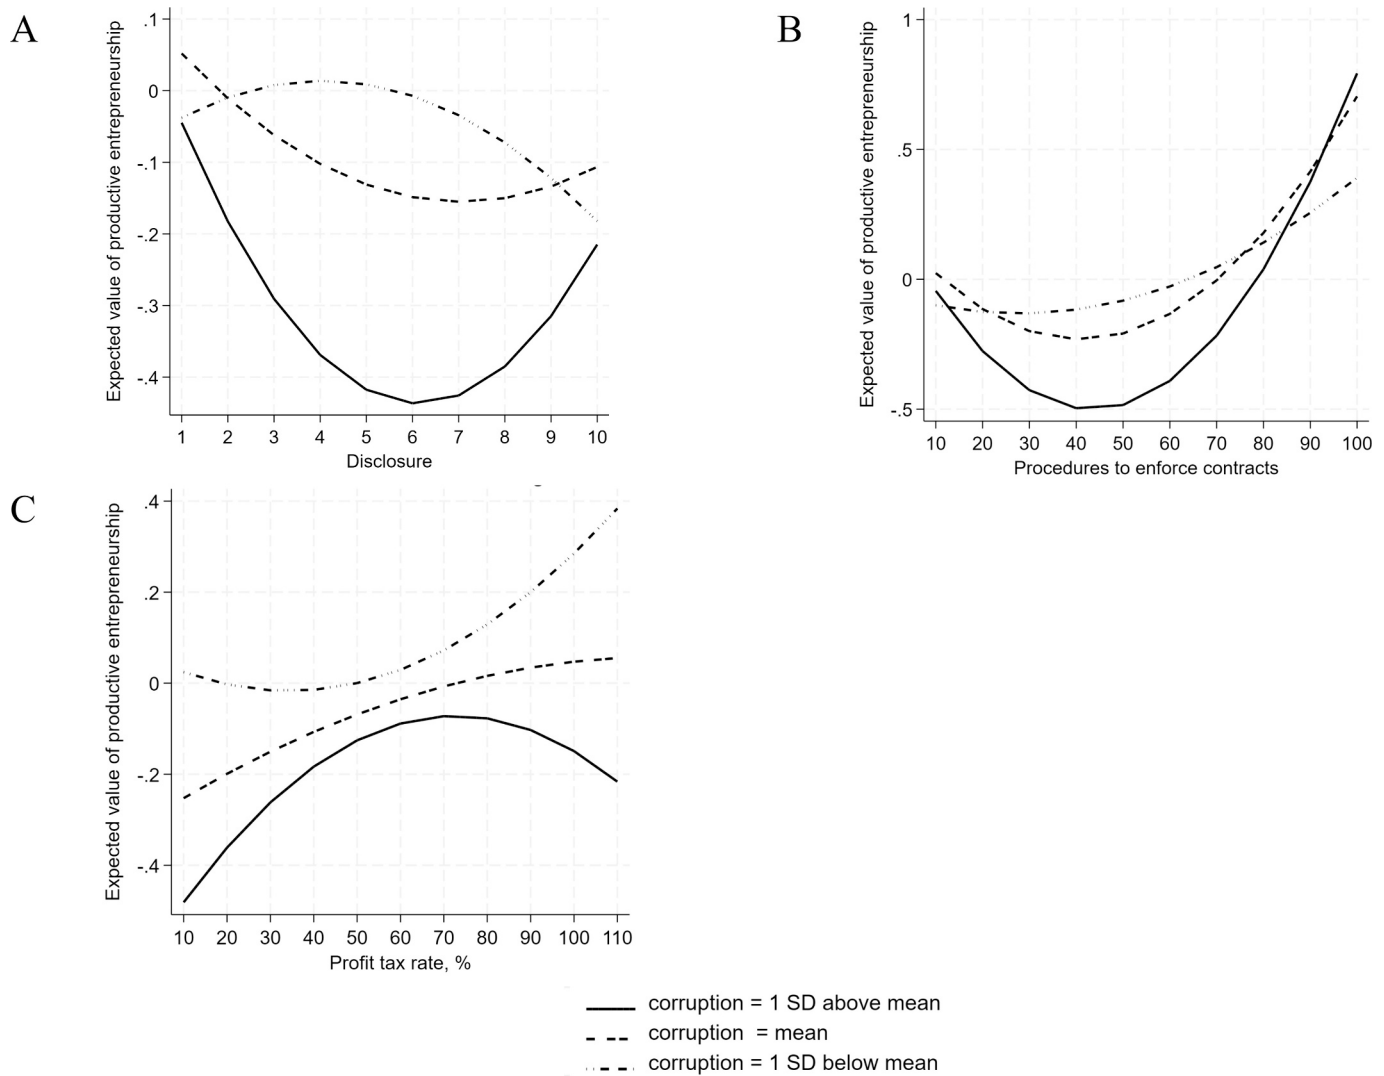 A
Expected value of productive entrepreneurship
.1
0
-.1
-.2
-.3
-.4
1 2 3 4 5 6 7 8 9 10
Disclosure
B
Expected value of productive entrepreneurship
1
.5
0
-.5
10 20 30 40 50 60 70 80 90 100
Procedures to enforce contracts
C
Expected value of productive entrepreneurship
.4
.2
0
-.2
-.4
10 20 30 40 50 60 70 80 90 100 110
Profit tax rate, %
corruption = 1 SD above mean
corruption = mean
corruption = 1 SD below mean